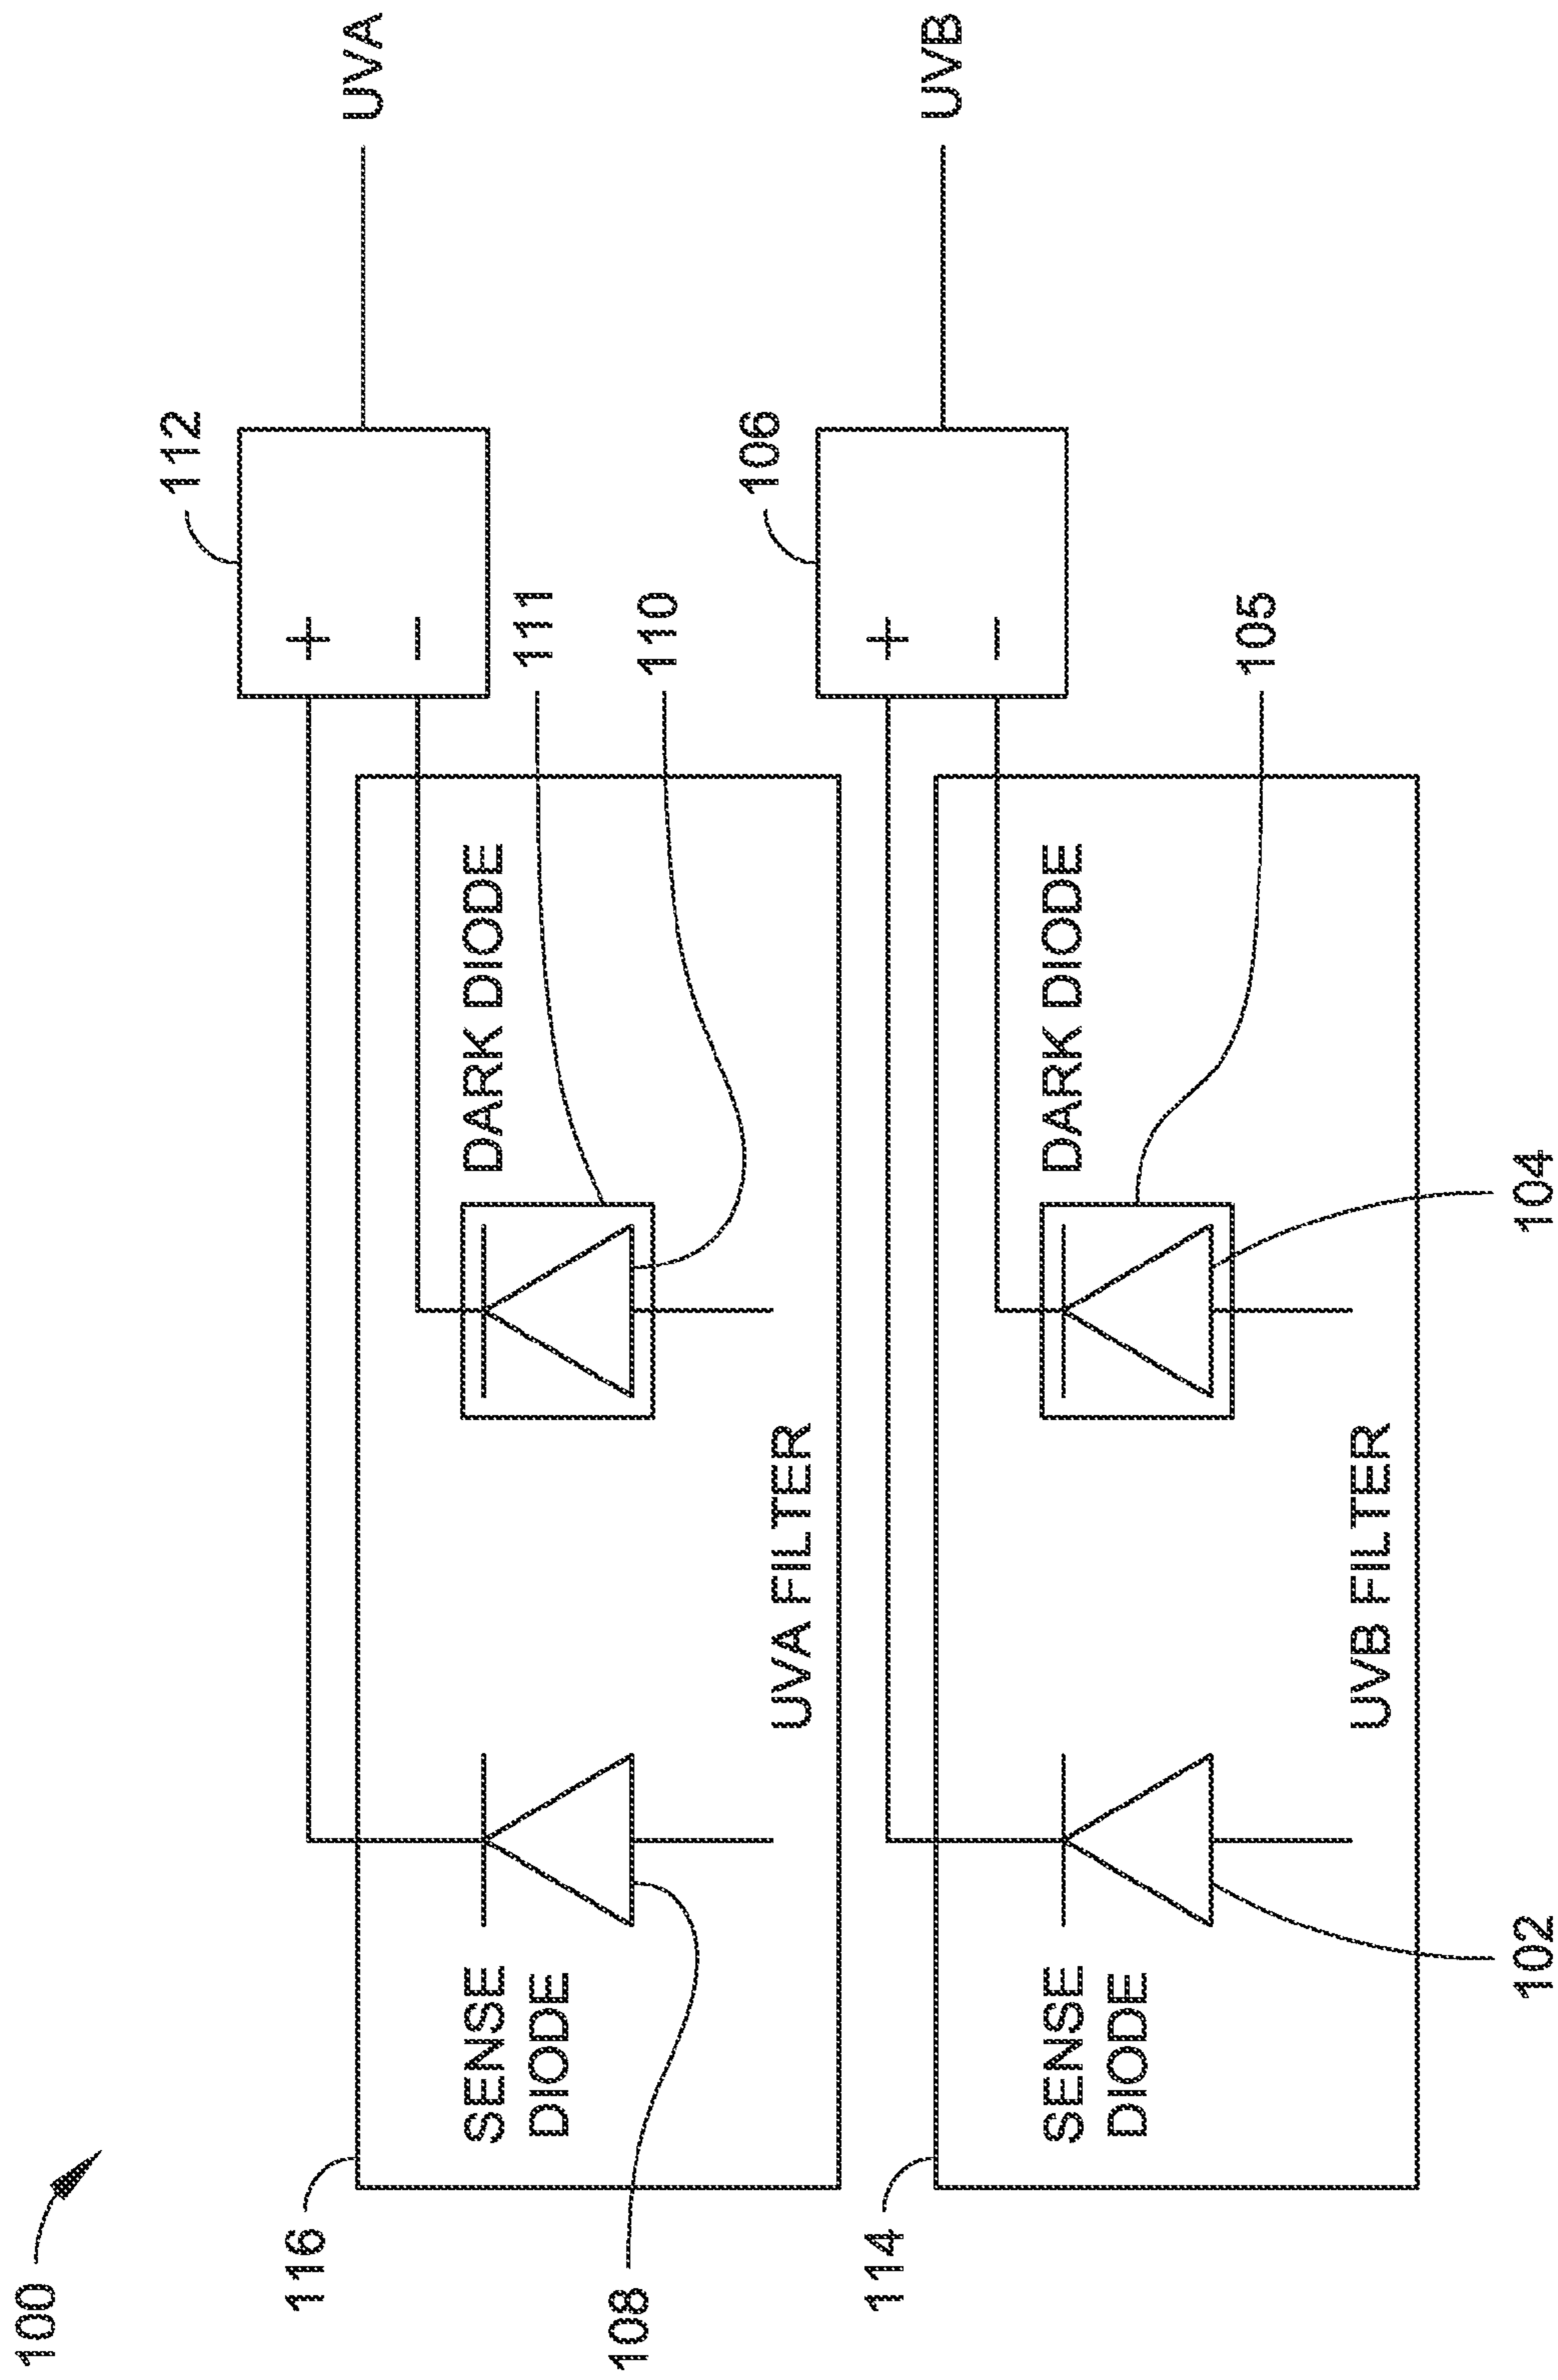 100
112
UVA
116
+
−
SENSE
DIODE
DARK DIODE
111
110
108
UVA FILTER
106
UVB
114
+
−
SENSE
DIODE
DARK DIODE
105
UVB FILTER
102
104